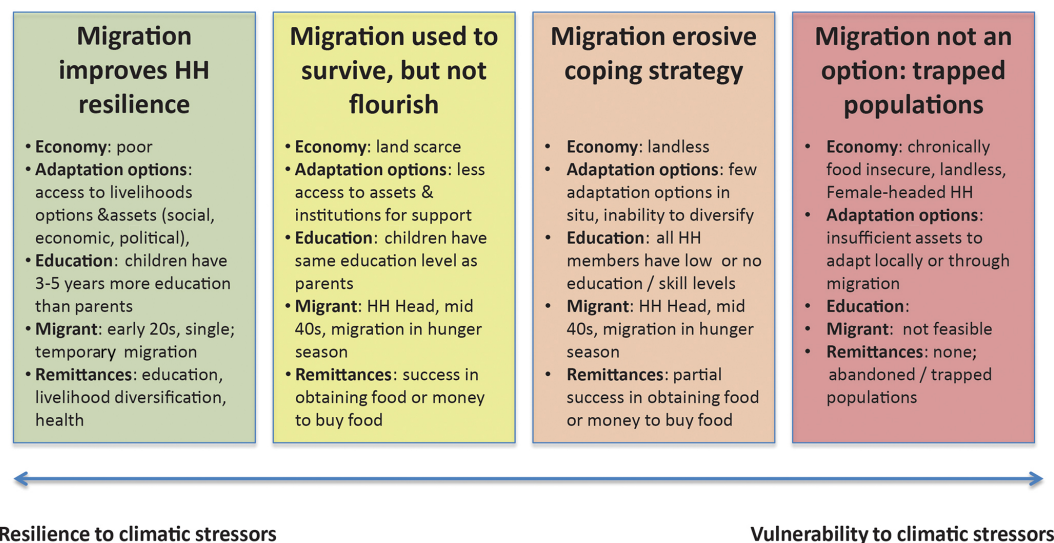 Migration
improves HH
resilience
• Economy: poor
• Adaptation options:
access to livelihoods
options &assets (social,
economic, political),
• Education: children have
3-5 years more education
than parents
• Migrant: early 20s, single;
temporary migration
• Remittances: education,
livelihood diversification,
health
Migration used to
survive, but not
flourish
• Economy: land scarce
• Adaptation options: less
access to assets &
institutions for support
• Education: children have
same education level as
parents
• Migrant: HH Head, mid
40s, migration in hunger
season
• Remittances: success in
obtaining food or money
to buy food
Migration erosive
coping strategy
• Economy: landless
• Adaptation options: few
adaptation options in
situ, inability to diversify
• Education: all HH
members have low or no
education / skill levels
• Migrant: HH Head, mid
40s, migration in hunger
season
• Remittances: partial
success in obtaining food
or money to buy food
Migration not an
option: trapped
populations
• Economy: chronically
food insecure, landless,
Female-headed HH
• Adaptation options:
insufficient assets to
adapt locally or through
migration
• Education:
• Migrant: not feasible
• Remittances: none;
abandoned / trapped
populations
Resilience to climatic stressors
Vulnerability to climatic stressors